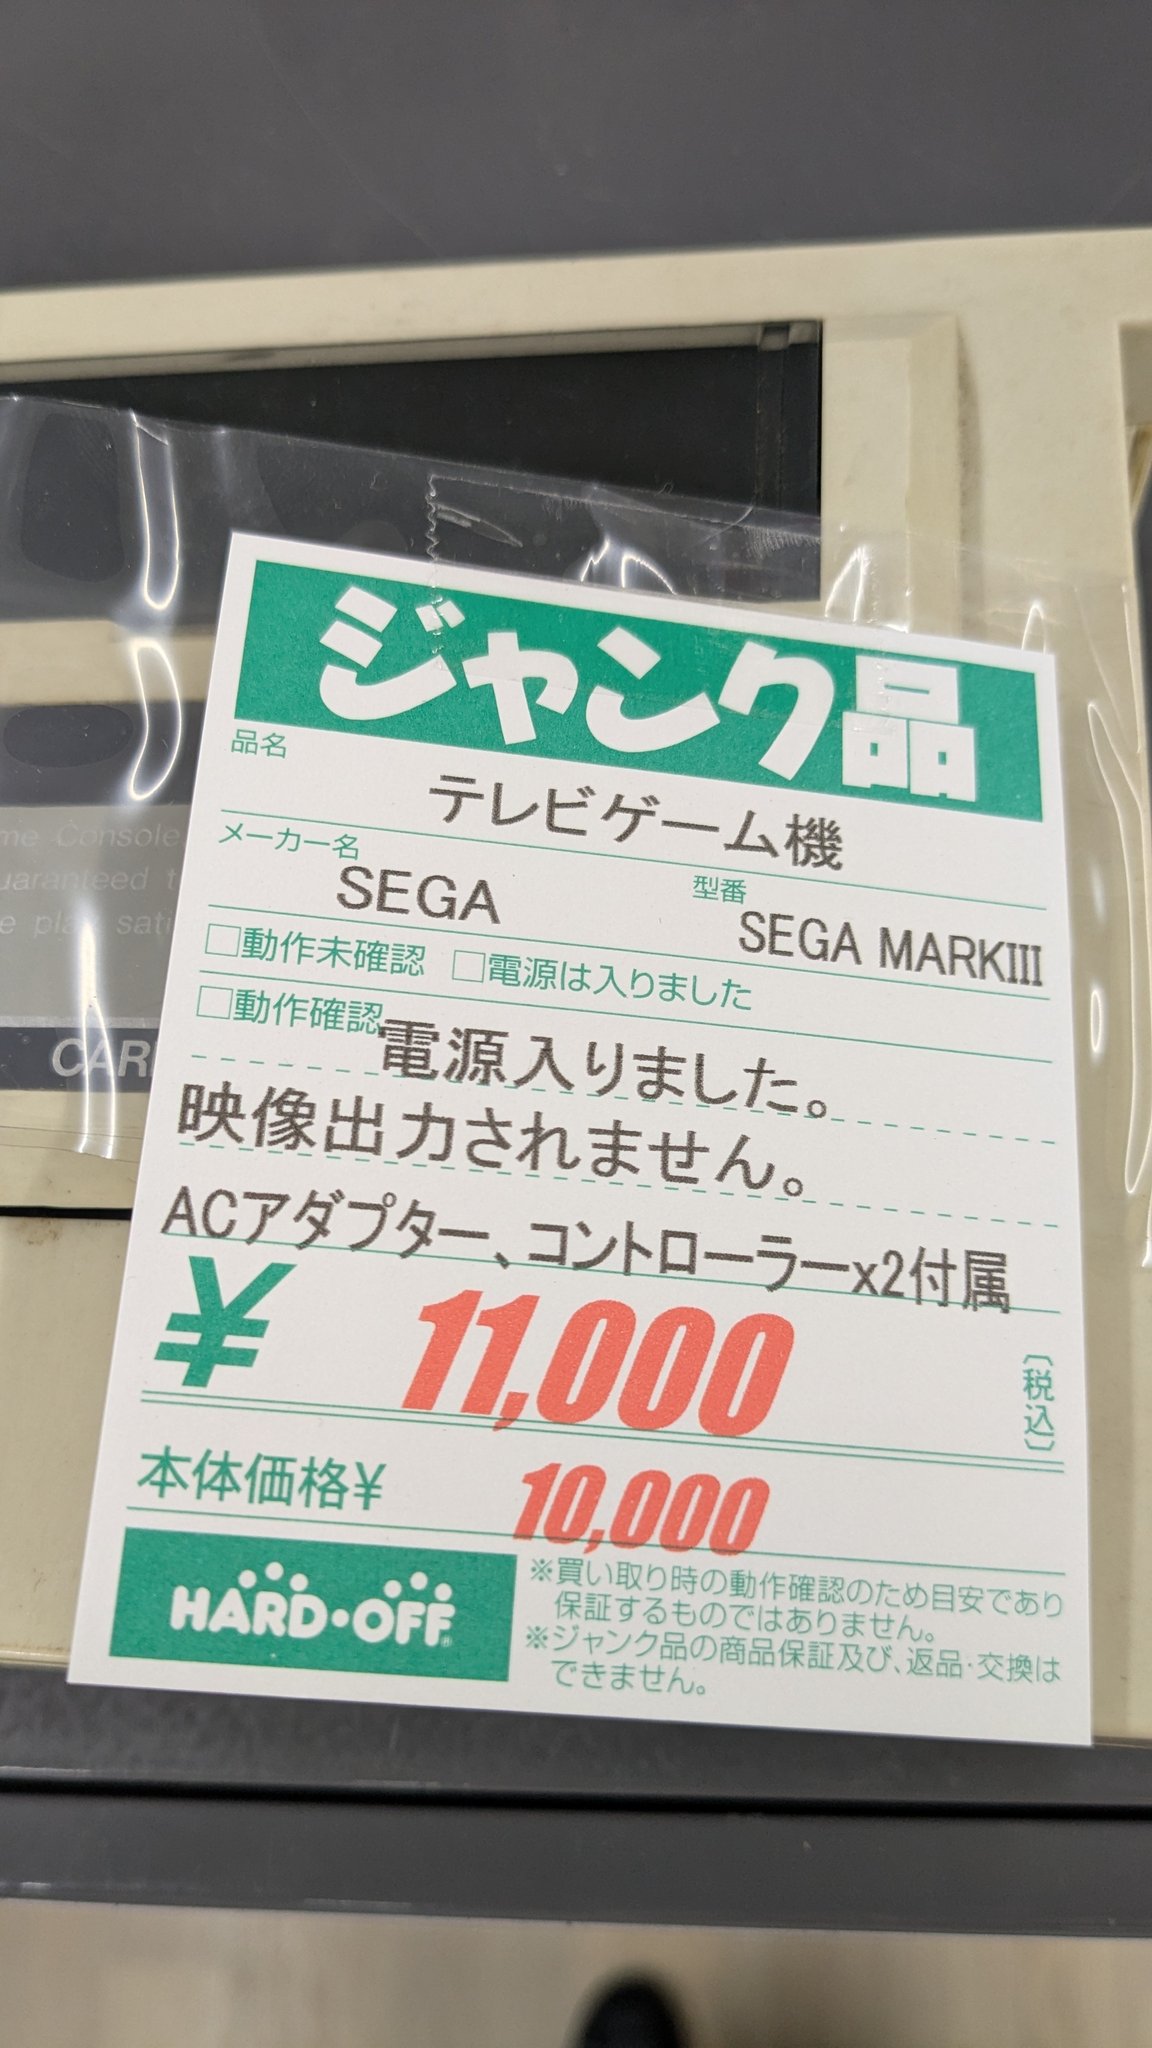 ジャンク品
品名
テレビゲーム機
メーカー名
SEGA
型番
SEGA MARKIII
□動作未確認 □電源は入りました
□動作確認
電源入りました。
映像出力されません。
ACアダプター、コントローラーx2付属
¥ 11,000 〔税込〕
本体価格¥ 10,000
HARD・OFF
※買い取り時の動作確認のため目安であり
保証するものではありません。
※ジャンク品の商品保証及び、返品・交換は
できません。
Console